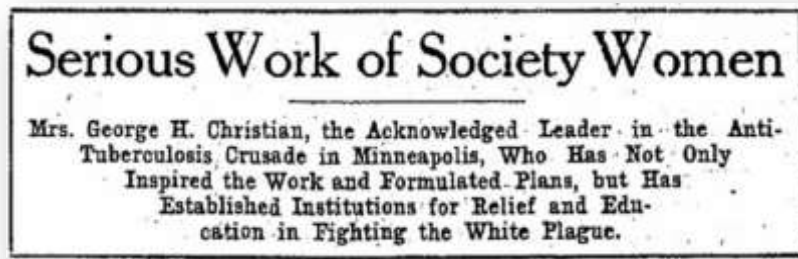 Serious Work of Society Women
Mrs. George H. Christian, the Acknowledged Leader in the Anti-
Tuberculosis Crusade in Minneapolis, Who Has Not Only
Inspired the Work and Formulated Plans, but Has
Established Institutions for Relief and Edu-
cation in Fighting the White Plague.